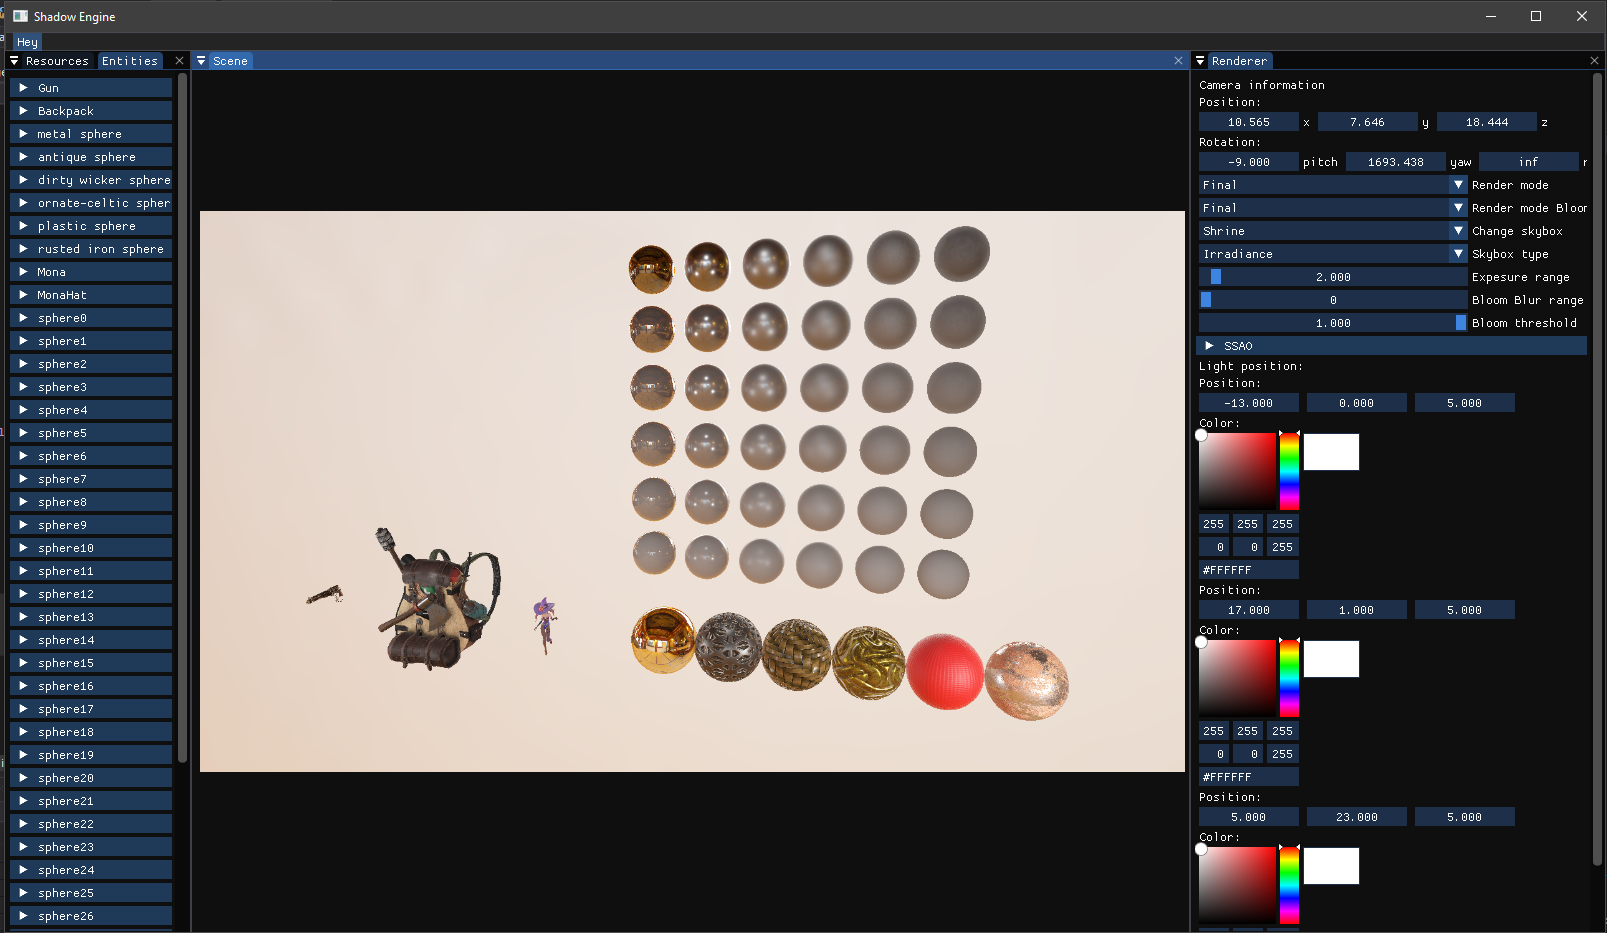 Shadow Engine
Hey
Resources Entities
Gun
Backpack
metal sphere
antique sphere
dirty wicker sphere
ornate-celtic spher
plastic sphere
rusted iron sphere
Mona
MonaHat
sphere0
sphere1
sphere2
sphere3
sphere4
sphere5
sphere6
sphere7
sphere8
sphere9
sphere10
sphere11
sphere12
sphere13
sphere14
sphere15
sphere16
sphere17
sphere18
sphere19
sphere20
sphere21
sphere22
sphere23
sphere24
sphere25
sphere26
Scene
Renderer
Camera information
Position:
10.565 x 7.646 y 18.444 z
Rotation:
-9.000 pitch 1693.438 yaw inf r
Final Render mode
Final Render mode Bloom
Shrine Change skybox
Irradiance Skybox type
2.000 Expesure range
0 Bloom Blur range
1.000 Bloom threshold
SSAO
Light position:
Position:
-13.000 0.000 5.000
Color:
255 255 255
0 0 255
#FFFFFF
Position:
17.000 1.000 5.000
Color:
255 255 255
0 0 255
#FFFFFF
Position:
5.000 23.000 5.000
Color: